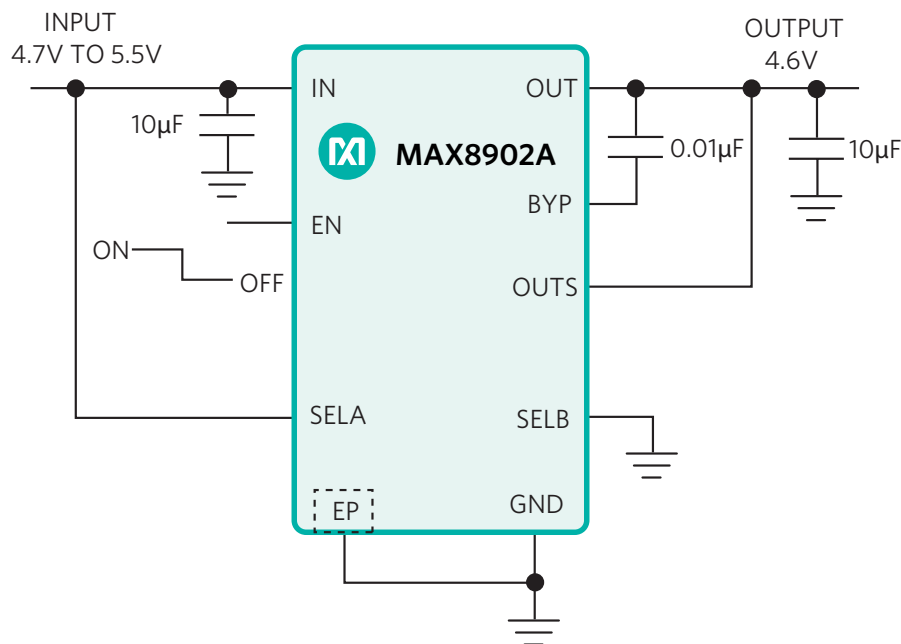 INPUT
4.7V TO 5.5V
OUTPUT
4.6V
IN
OUT
10µF
MAX8902A
0.01µF
10µF
BYP
EN
ON
OFF
OUTS
SELA
SELB
EP
GND